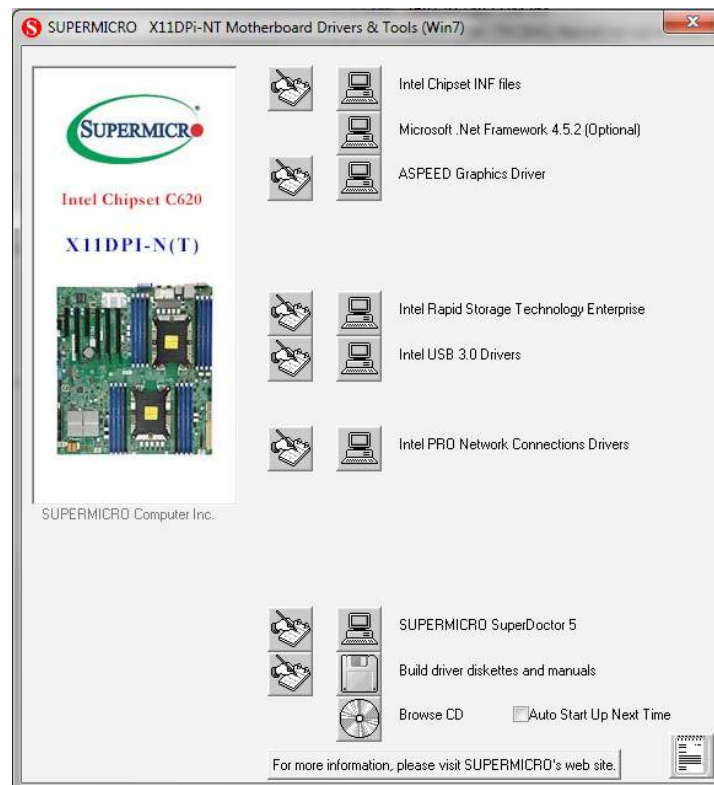 SUPERMICRO X11DPi-NT Motherboard Drivers & Tools (Win7)
SUPERMICR
Intel Chipset C620
X11DPI-N(T)
SUPERMICRO Computer Inc.
Intel Chipset INF files
Microsoft .Net Framework 4.5.2 (Optional)
ASPEED Graphics Driver
Intel Rapid Storage Technology Enterprise
Intel USB 3.0 Drivers
Intel PRO Network Connections Drivers
SUPERMICRO SuperDoctor 5
Build driver diskettes and manuals
Browse CD
Auto Start Up Next Time
For more information, please visit SUPERMICRO's web site.